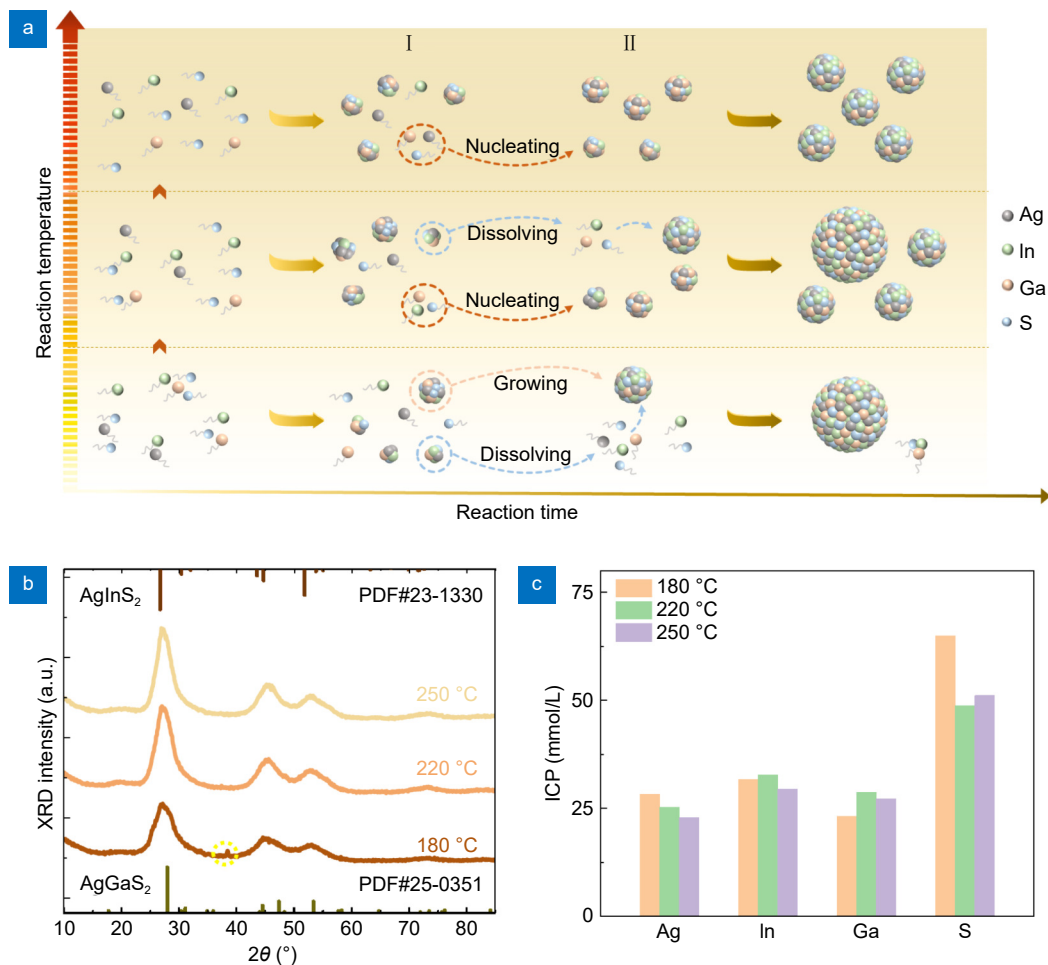 a
I
II
Reaction temperature
Nucleating
Dissolving
Nucleating
Growing
Dissolving
Ag
In
Ga
S
Reaction time
b
AgInS2
PDF#23-1330
XRD intensity (a.u.)
250 °C
220 °C
180 °C
AgGaS2
PDF#25-0351
10 20 30 40 50 60 70 80
2θ (°)
c
75
180 °C
220 °C
250 °C
50
ICP (mmol/L)
25
0
Ag In Ga S